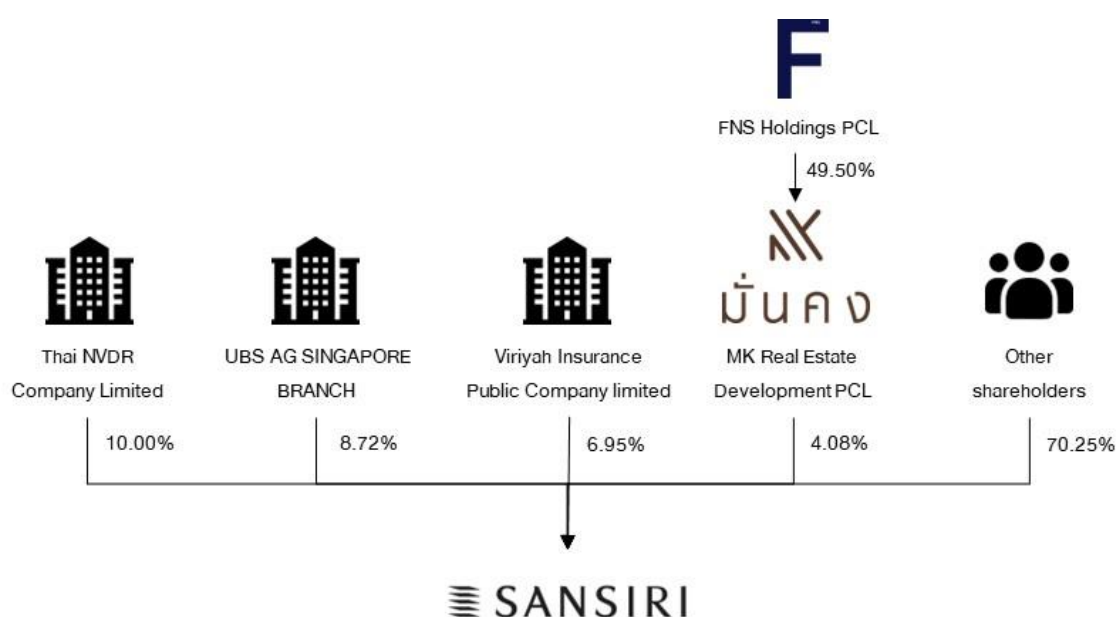 F
FNS Holdings PCL
49.50%
มั่นคง
Thai NVDR
Company Limited
UBS AG SINGAPORE
BRANCH
Viriyah Insurance
Public Company limited
MK Real Estate
Development PCL
Other
shareholders
10.00%
8.72%
6.95%
4.08%
70.25%
SANSIRI